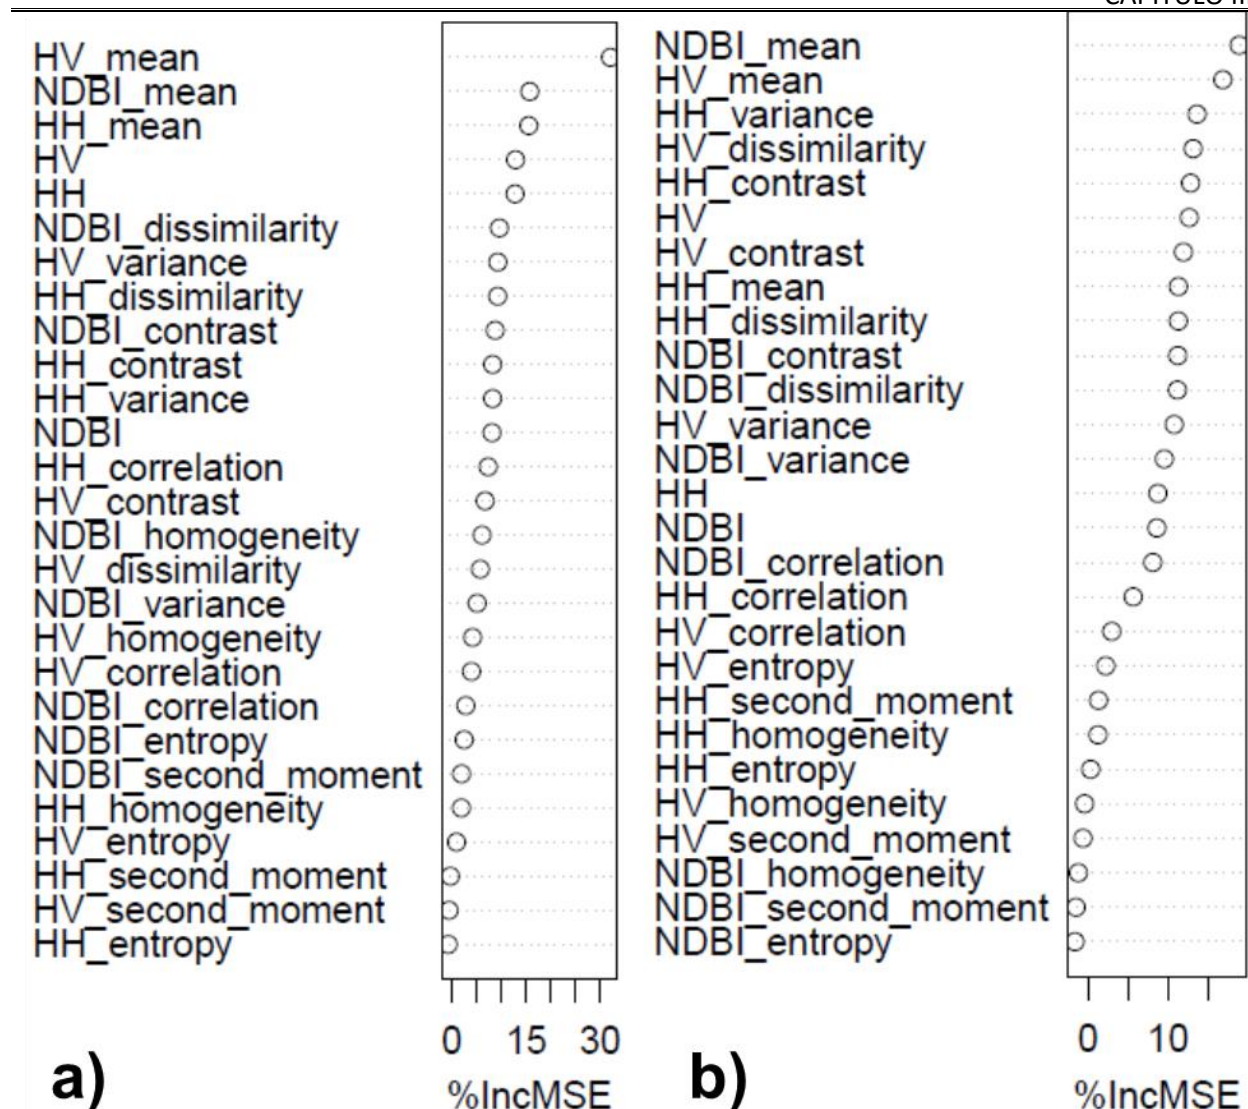 HV_mean
NDBI_mean
HH_mean
HV
HH
NDBI_dissimilarity
HV_variance
HH_dissimilarity
NDBI_contrast
HH_contrast
HH_variance
NDBI
HH_correlation
HV_contrast
NDBI_homogeneity
HV_dissimilarity
NDBI_variance
HV_homogeneity
HV_correlation
NDBI_correlation
NDBI_entropy
NDBI_second_moment
HH_homogeneity
HV_entropy
HH_second_moment
HV_second_moment
HH_entropy
0 15 30
a)
%IncMSE
NDBI_mean
HV_mean
HH_variance
HV_dissimilarity
HH_contrast
HV
HV_contrast
HH_mean
HH_dissimilarity
NDBI_contrast
NDBI_dissimilarity
HV_variance
NDBI_variance
HH
NDBI
NDBI_correlation
HH_correlation
HV_correlation
HV_entropy
HH_second_moment
HH_homogeneity
HH_entropy
HV_homogeneity
HV_second_moment
NDBI_homogeneity
NDBI_second_moment
NDBI_entropy
0 10
b)
%IncMSE